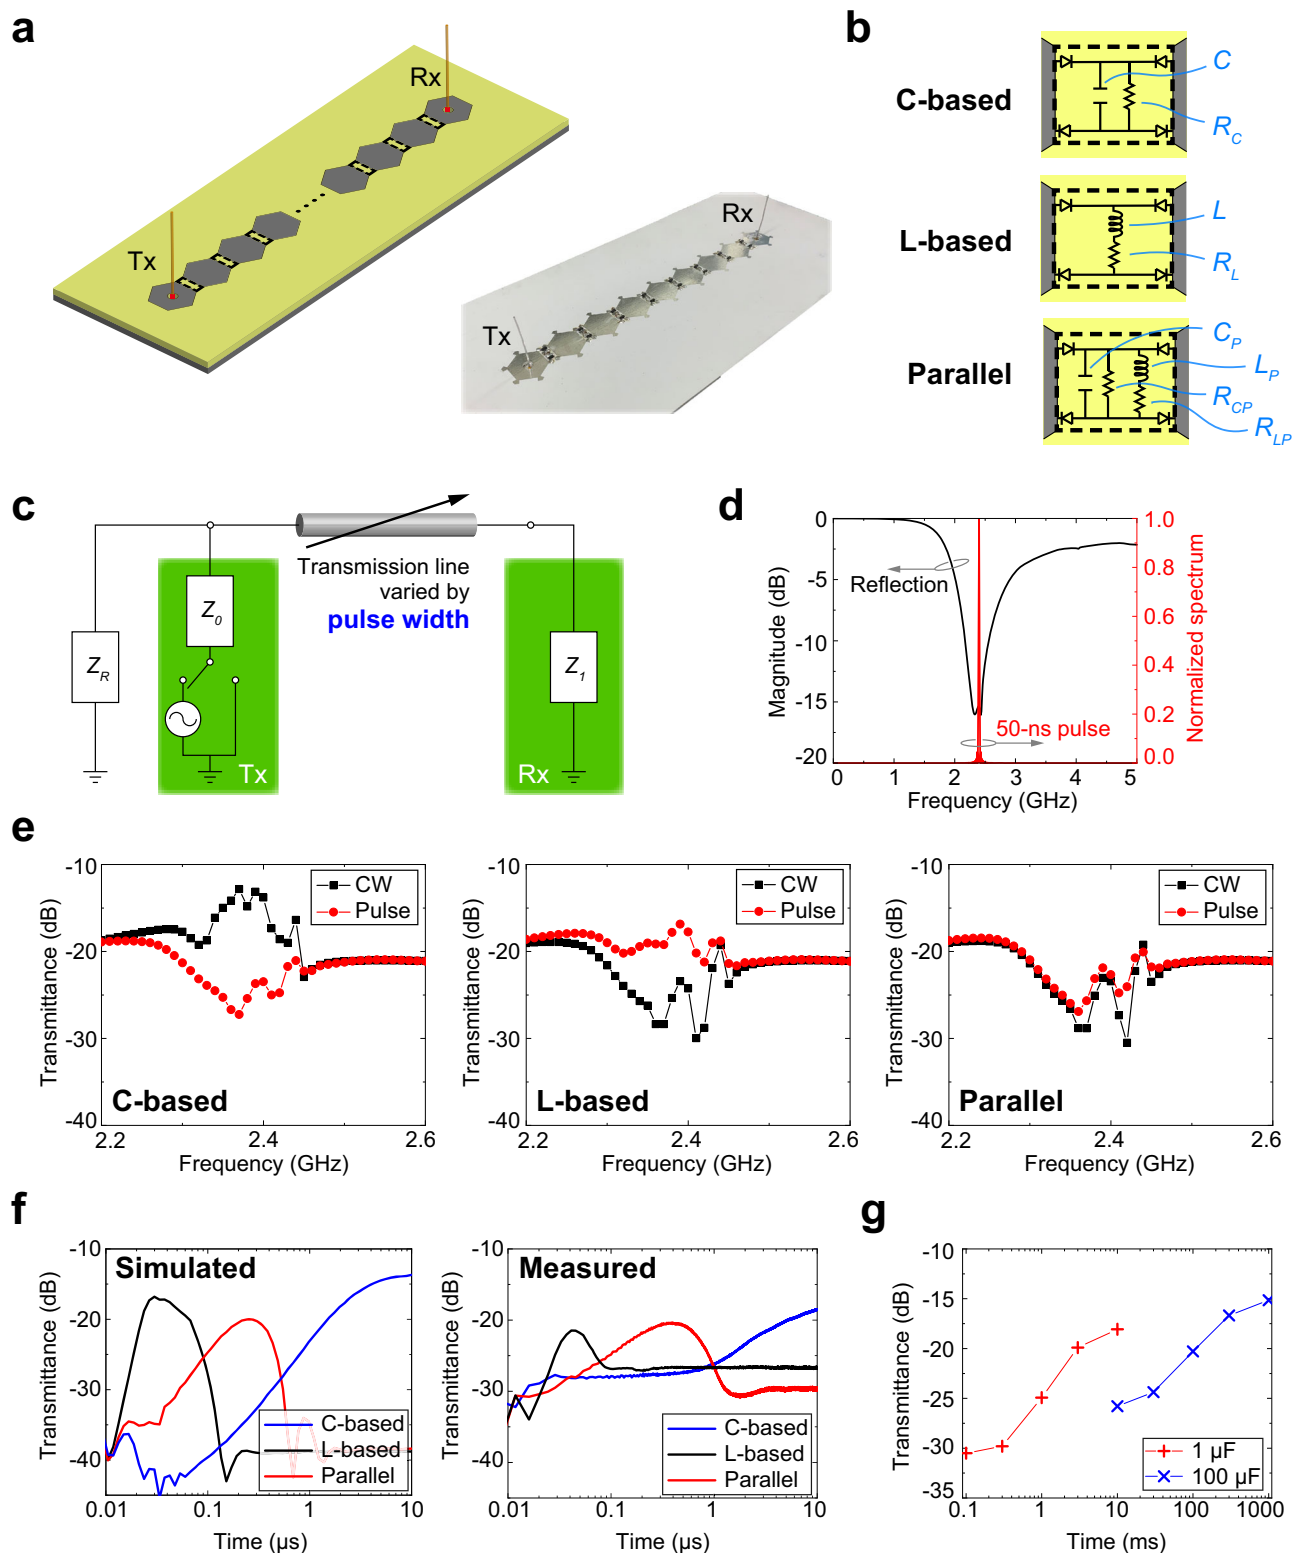 a
Rx
Tx
Rx
Tx
b
C-based
C
R_C
L-based
L
R_L
Parallel
C_P
L_P
R_CP
R_LP
c
Transmission line
varied by
pulse width
Z_R
Z_0
Z_1
Tx
Rx
d
0
-5
-10
-15
-20
Magnitude (dB)
Reflection
50-ns pulse
1.0
0.8
0.6
0.4
0.2
0.0
Normalized spectrum
0 1 2 3 4 5
Frequency (GHz)
e
-10
-20
-30
-40
Transmittance (dB)
CW
Pulse
C-based
2.2 2.4 2.6
Frequency (GHz)
-10
-20
-30
-40
Transmittance (dB)
CW
Pulse
L-based
2.2 2.4 2.6
Frequency (GHz)
-10
-20
-30
-40
Transmittance (dB)
CW
Pulse
Parallel
2.2 2.4 2.6
Frequency (GHz)
f
-10
-20
-30
-40
Transmittance (dB)
Simulated
C-based
L-based
Parallel
0.01 0.1 1 10
Time (µs)
-10
-20
-30
-40
Transmittance (dB)
Measured
C-based
L-based
Parallel
0.01 0.1 1 10
Time (µs)
g
-10
-15
-20
-25
-30
-35
Transmittance (dB)
1 µF
100 µF
0.1 1 10 100 1000
Time (ms)